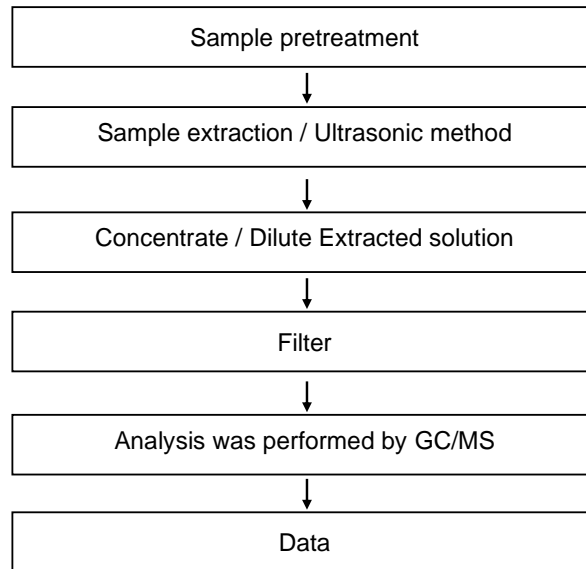 Sample pretreatment
Sample extraction / Ultrasonic method
Concentrate / Dilute Extracted solution
Filter
Analysis was performed by GC/MS
Data